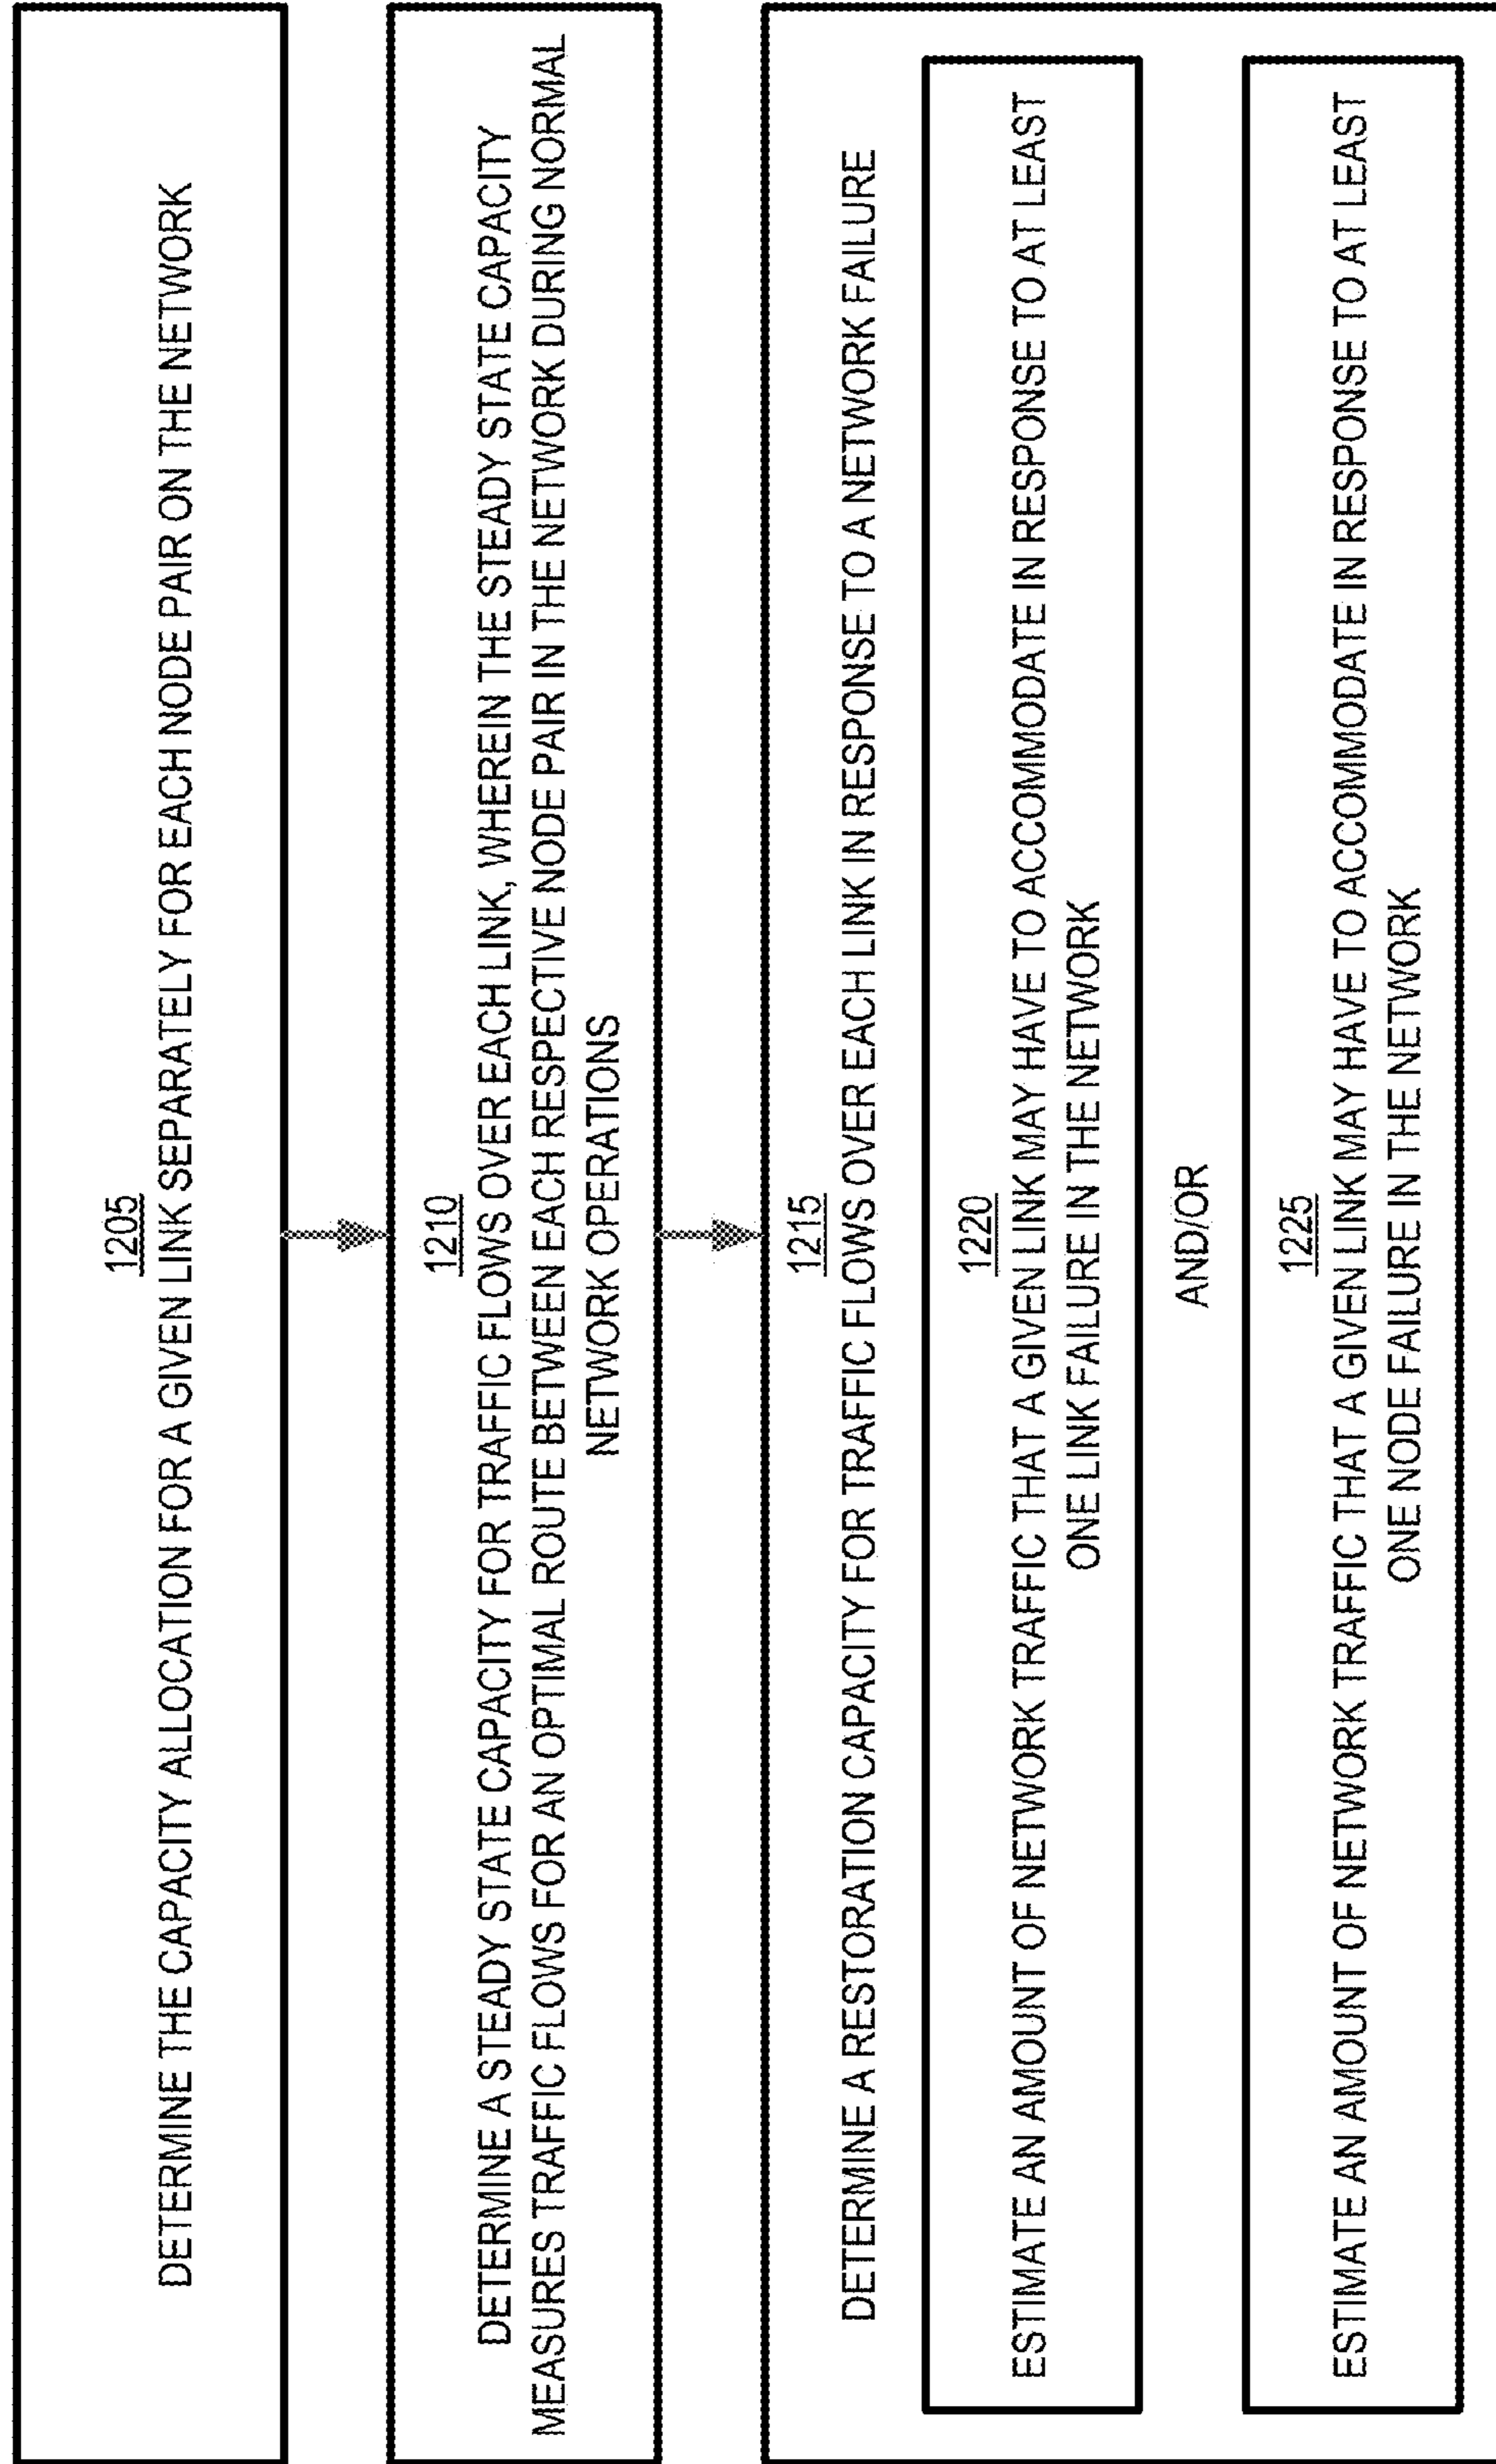 1205
DETERMINE THE CAPACITY ALLOCATION FOR A GIVEN LINK SEPARATELY FOR EACH NODE PAIR ON THE NETWORK
1210
DETERMINE A STEADY STATE CAPACITY FOR TRAFFIC FLOWS OVER EACH LINK, WHEREIN THE STEADY STATE CAPACITY
MEASURES TRAFFIC FLOWS FOR AN OPTIMAL ROUTE BETWEEN EACH RESPECTIVE NODE PAIR IN THE NETWORK DURING NORMAL
NETWORK OPERATIONS
1215
DETERMINE A RESTORATION CAPACITY FOR TRAFFIC FLOWS OVER EACH LINK IN RESPONSE TO A NETWORK FAILURE
1220
ESTIMATE AN AMOUNT OF NETWORK TRAFFIC THAT A GIVEN LINK MAY HAVE TO ACCOMMODATE IN RESPONSE TO AT LEAST
ONE LINK FAILURE IN THE NETWORK
AND/OR
1225
ESTIMATE AN AMOUNT OF NETWORK TRAFFIC THAT A GIVEN LINK MAY HAVE TO ACCOMMODATE IN RESPONSE TO AT LEAST
ONE NODE FAILURE IN THE NETWORK